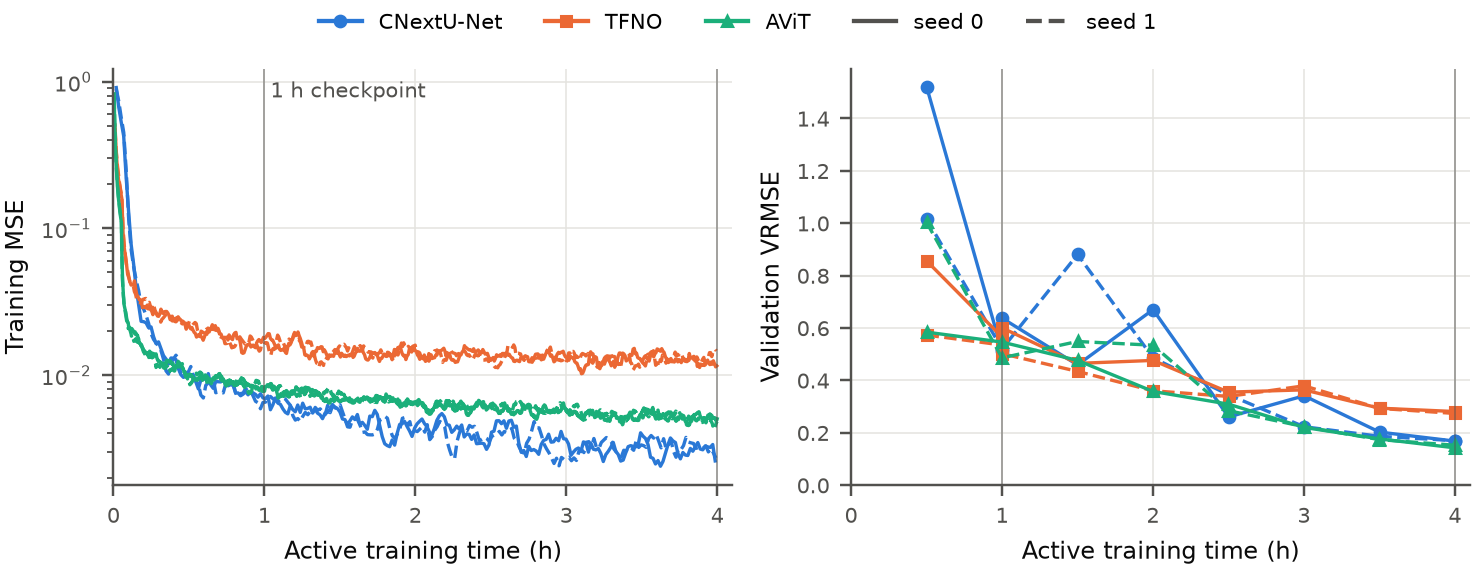 CNextU-Net TFNO AViT seed 0 seed 1
Training MSE
10⁰
10⁻¹
10⁻²
1 h checkpoint
0 1 2 3 4
Active training time (h)
Validation VRMSE
1.4
1.2
1.0
0.8
0.6
0.4
0.2
0.0
0 1 2 3 4
Active training time (h)